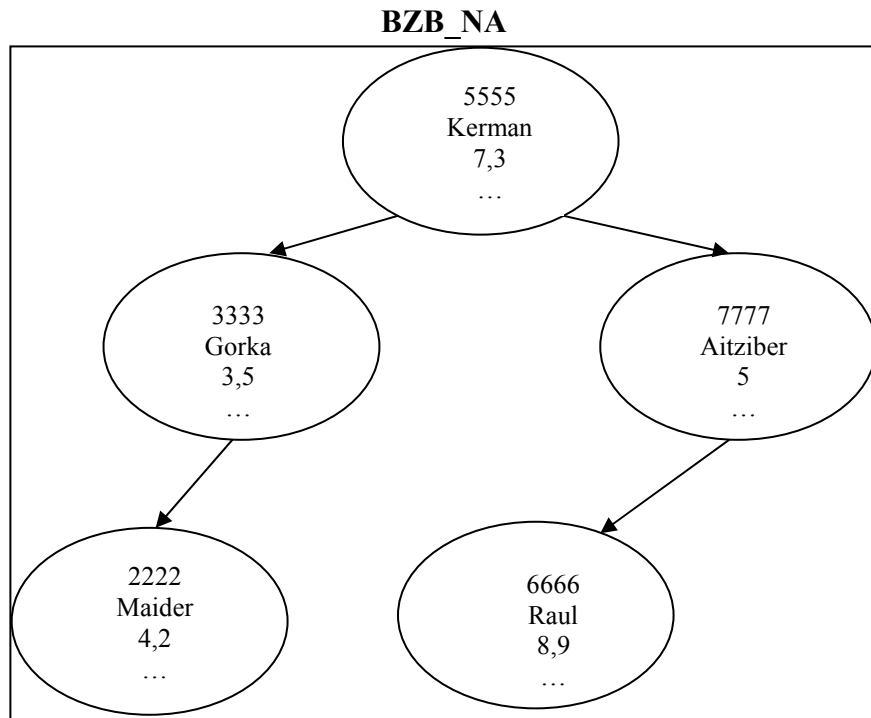 BZB_NA
5555
Kerman
7,3
…
3333
Gorka
3,5
…
7777
Aitziber
5
…
2222
Maider
4,2
…
6666
Raul
8,9
…